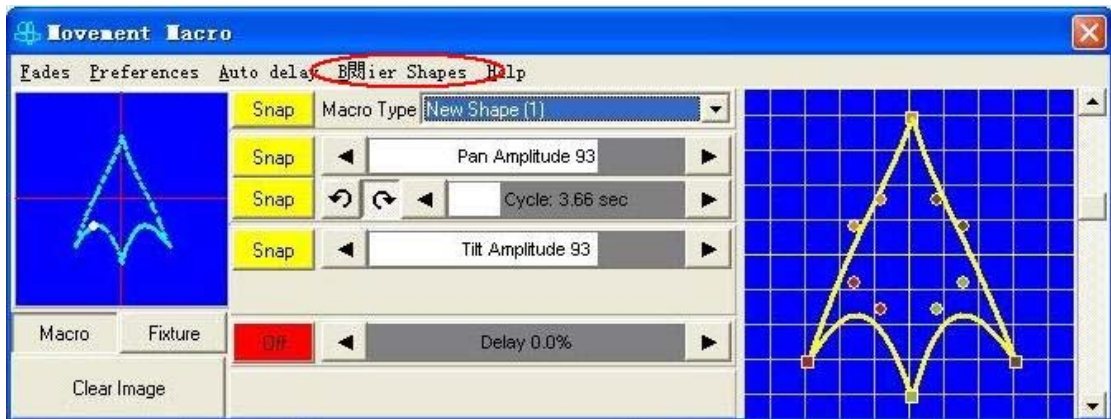 Movement Macro
Fades Preferences Auto delay B閦ier Shapes Help
Snap Macro Type New Shape (1)
Snap Pan Amplitude 93
Snap Cycle: 3.66 sec
Snap Tilt Amplitude 93
Macro Fixture Off Delay 0.0%
Clear Image